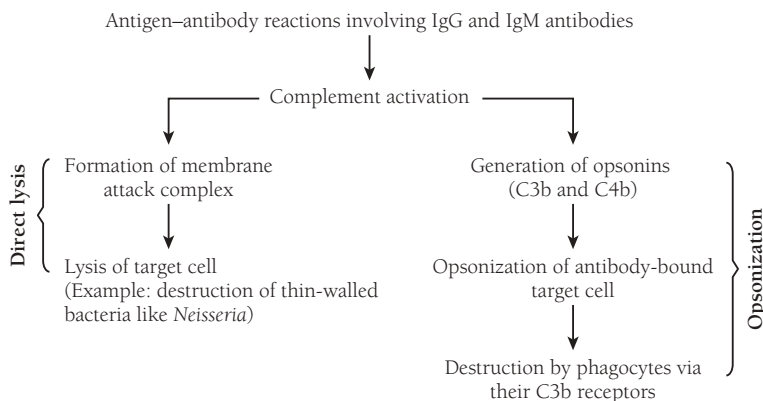 Antigen–antibody reactions involving IgG and IgM antibodies
Complement activation
Direct lysis
Formation of membrane
attack complex
Lysis of target cell
(Example: destruction of thin-walled
bacteria like Neisseria)
Generation of opsonins
(C3b and C4b)
Opsonization of antibody-bound
target cell
Destruction by phagocytes via
their C3b receptors
Opsonization